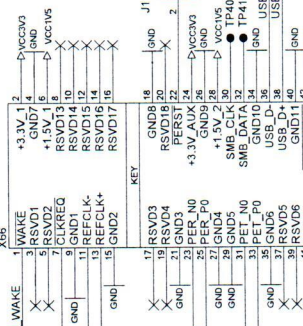 X66
_WAKE
1 WAKE
3 RSVD1
5 RSVD2
7 CLKREQ
9 GND1
11 REFCLK-
13 REFCLK+
15 GND2
GND
GND
+3.3V_1 2
GND7 4
+1.5V_1 6
RSVD13 8
RSVD14 10
RSVD15 12
RSVD16 14
RSVD17 16
VCC3V3
GND
VCC1V5
KEY
17 RSVD3
19 RSVD4
21 GND3
23 PER_N0
25 PER_P0
27 GND4
29 GND5
31 PET_N0
33 PET_P0
35 GND6
37 RSVD5
39 RSVD6
GND
GND
GND
GND8 18
RSVD18 20
PERST 22
+3.3V_AUX 24
GND9 26
+1.5V_2 28
SMB_CLK 30
SMB_DATA 32
GND10 34
USB_D- 36
USB_D+ 38
GND11 40
J1
2
GND
VCC3V3
GND
VCC1V5
TP40
TP41
GND
USB
USB
GND